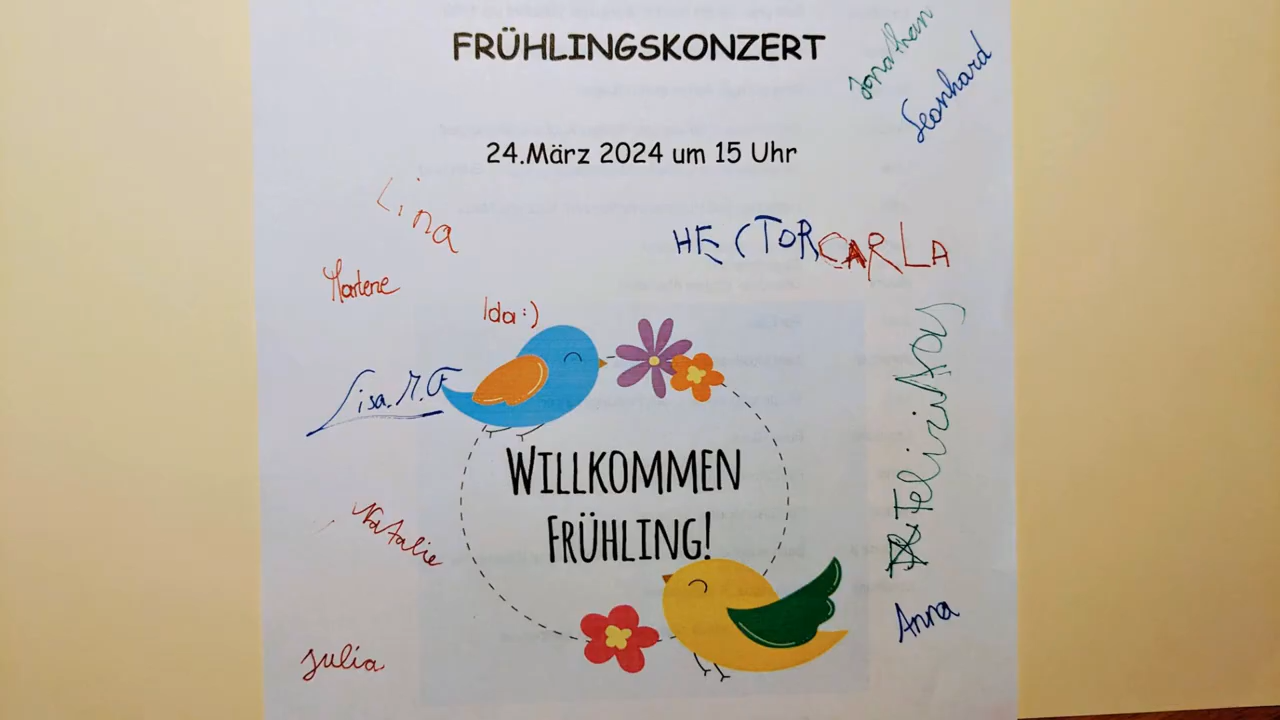 FRÜHLINGSKONZERT
Jonathan
Leonhard
24.März 2024 um 15 Uhr
Lina
HECTOR CARLA
Marlene
Ida :)
Lisa. M. F
WILLKOMMEN
FRÜHLING!
Natalie
Felicitas
Anna
Julia